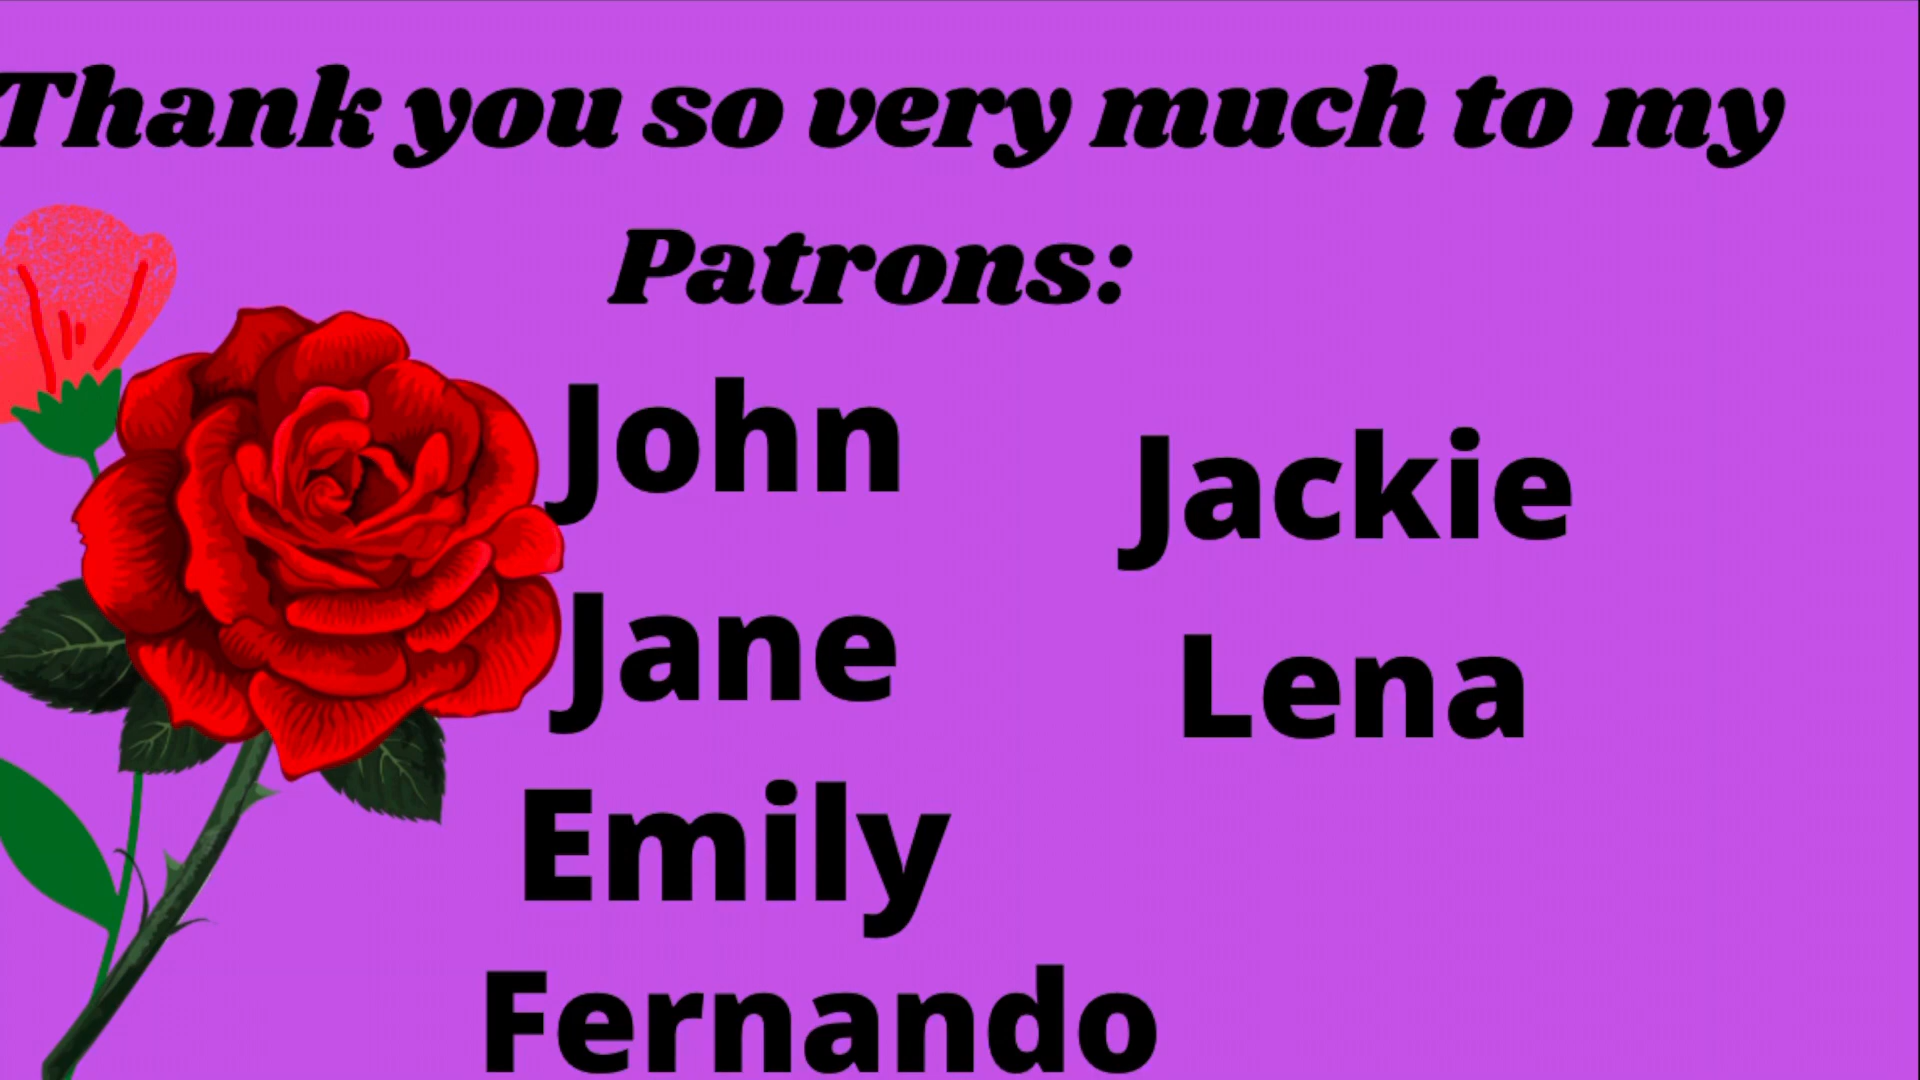 Thank you so very much to my
Patrons:
John
Jane
Emily
Fernando
Jackie
Lena